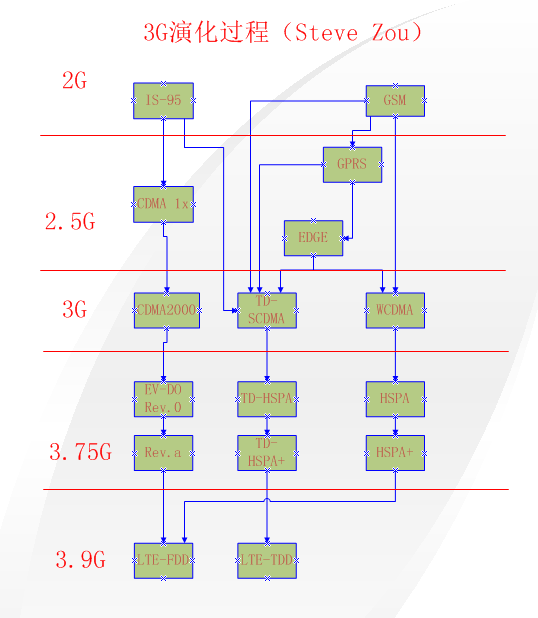 3G演化过程（Steve Zou）
2G
IS-95
GSM
GPRS
2.5G
CDMA 1x
EDGE
3G
CDMA2000
TD-
SCDMA
WCDMA
EV-DO
Rev.0
TD-HSPA
HSPA
3.75G
Rev.a
TD-
HSPA+
HSPA+
3.9G
LTE-FDD
LTE-TDD